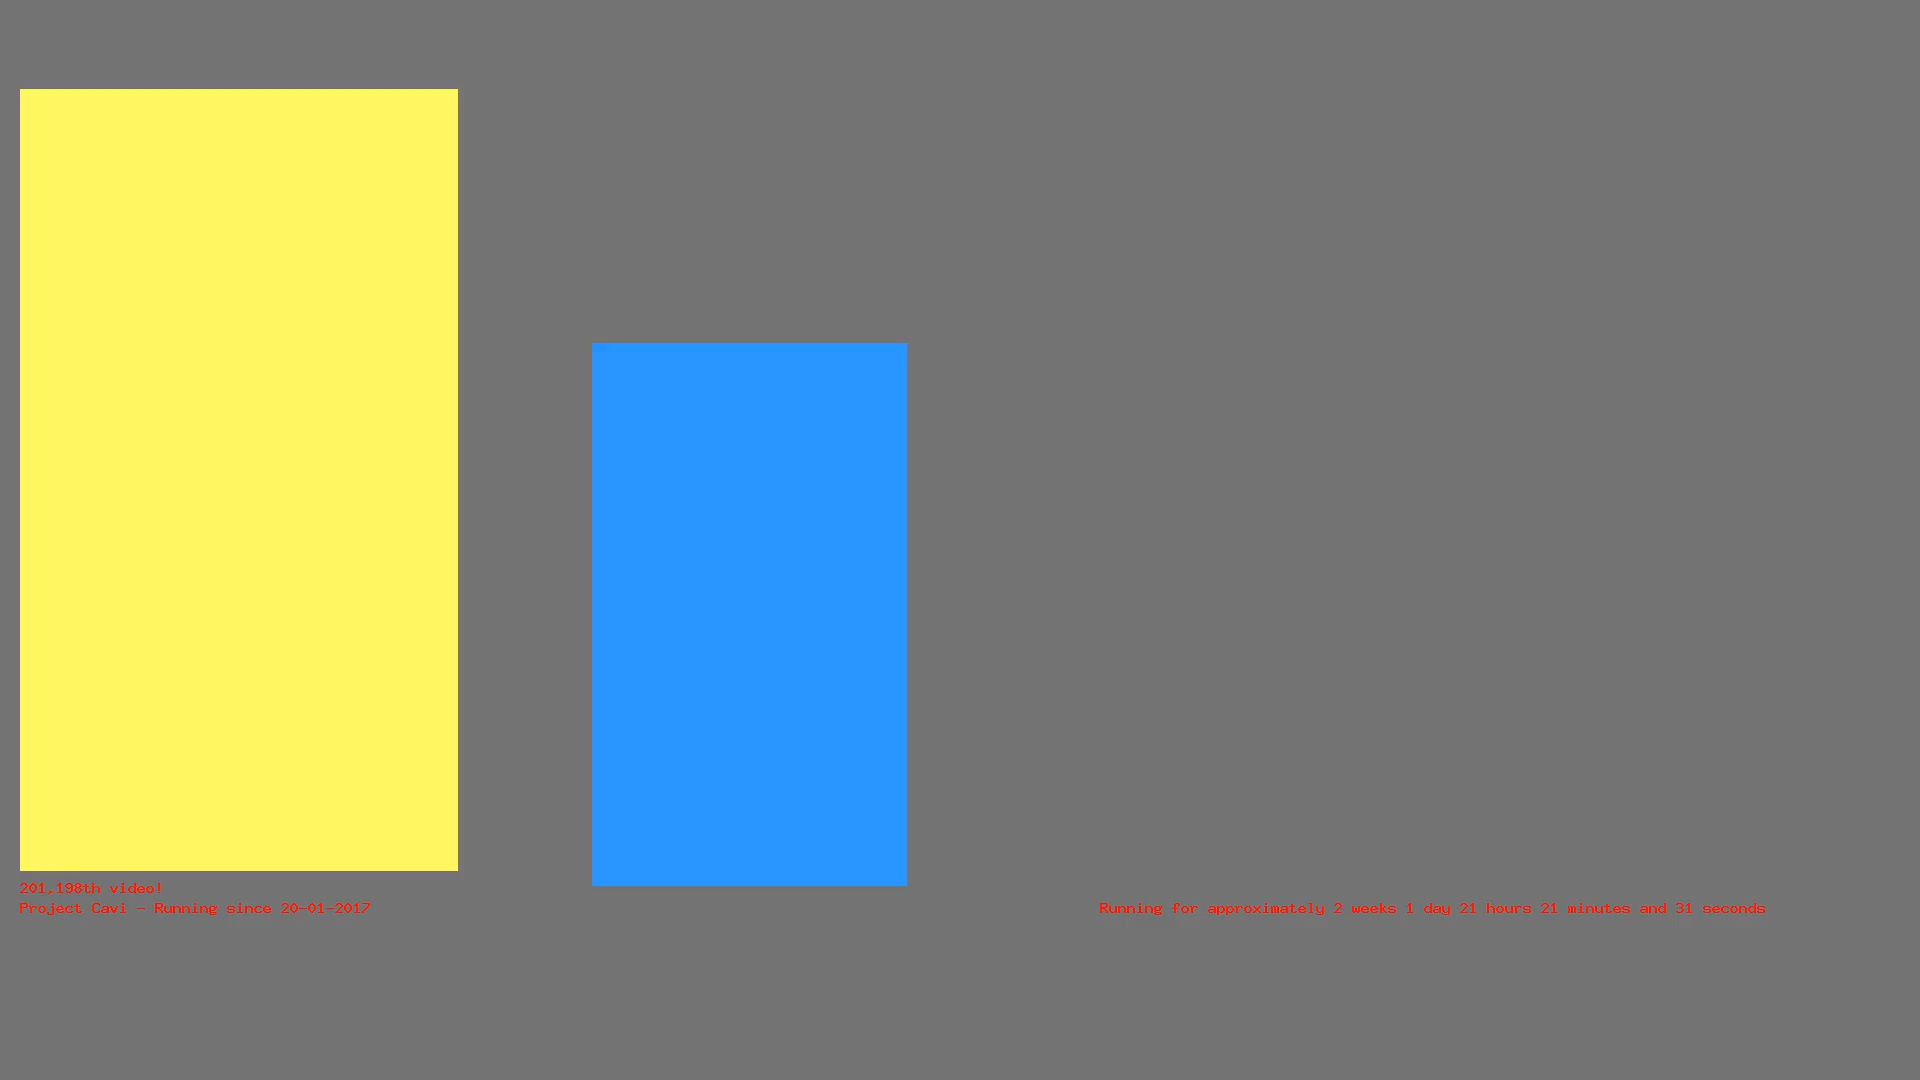 201,198th video!
Project Cavi - Running since 20-01-2017
Running for approximately 2 weeks 1 day 21 hours 21 minutes and 31 seconds